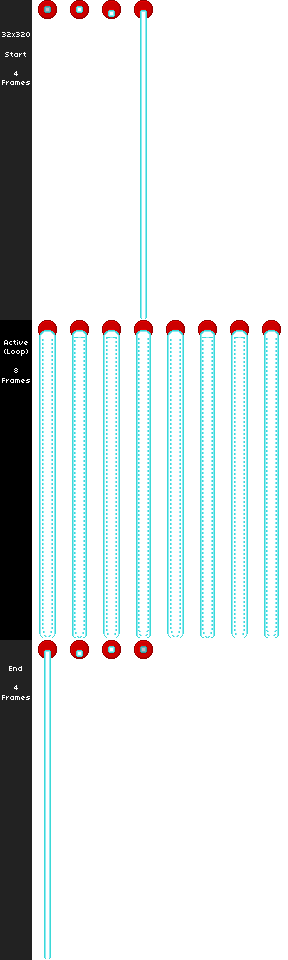 32x320
Start
4
Frames
Active
(Loop)
8
Frames
End
4
Frames